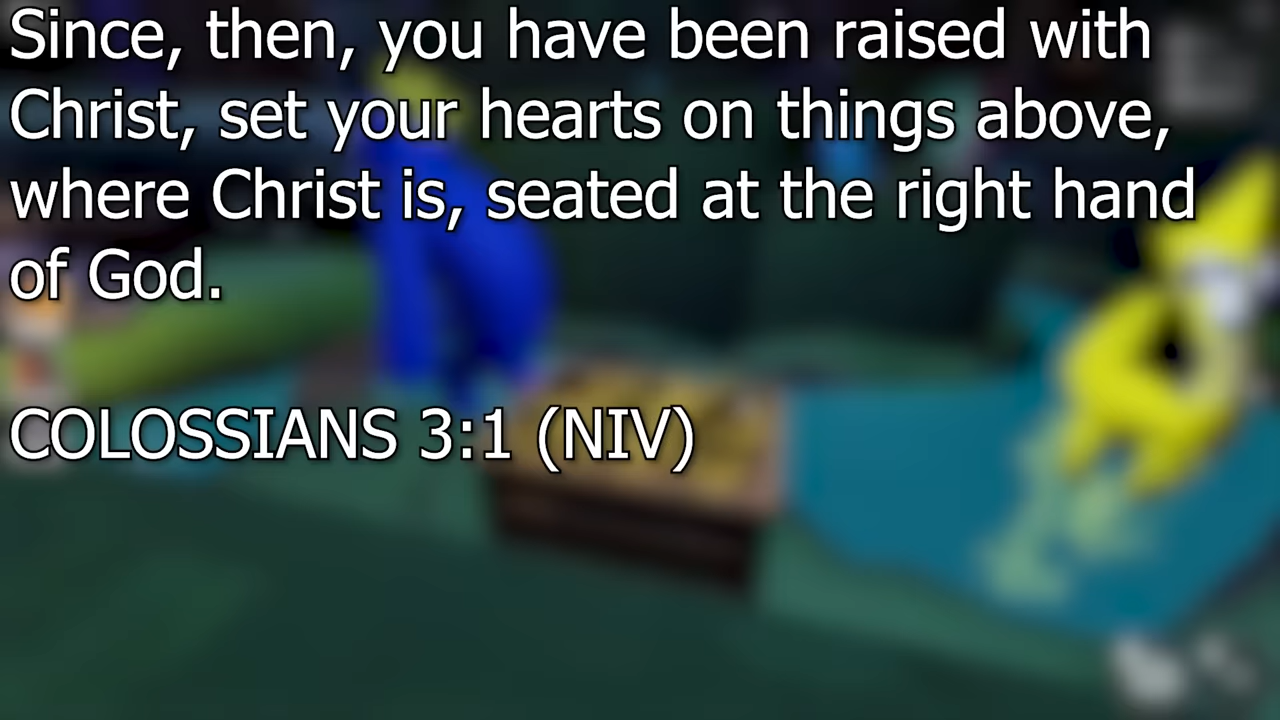 Since, then, you have been raised with
Christ, set your hearts on things above,
where Christ is, seated at the right hand
of God.
COLOSSIANS 3:1 (NIV)